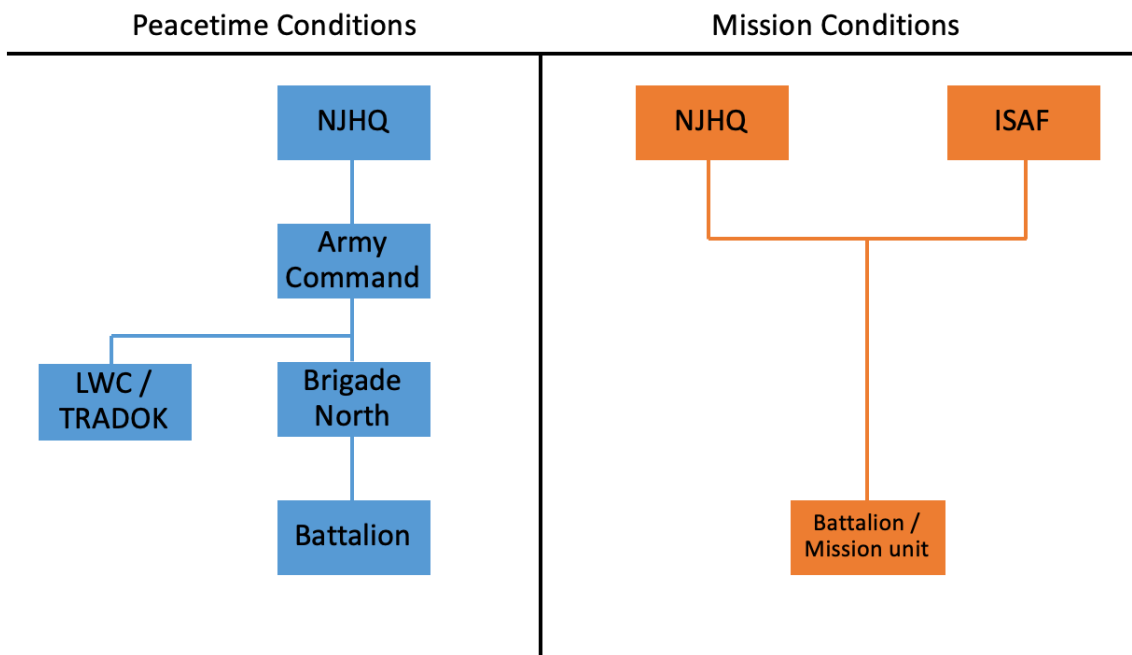 Peacetime Conditions
Mission Conditions
NJHQ
Army
Command
LWC /
TRADOK
Brigade
North
Battalion
NJHQ
ISAF
Battalion /
Mission unit